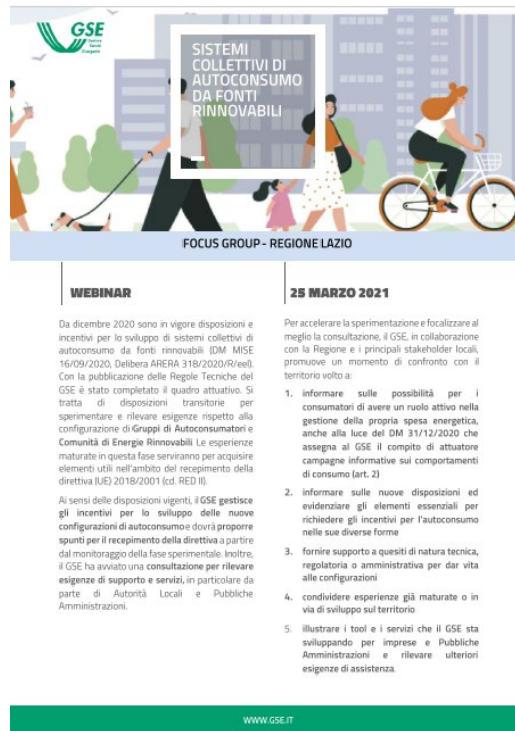 GSE
Gestore
Servizi
Energetici
SISTEMI
COLLETTIVI DI
AUTOCONSUMO
DA FONTI
RINNOVABILI
FOCUS GROUP - REGIONE LAZIO
WEBINAR
Da dicembre 2020 sono in vigore disposizioni e
incentivi per lo sviluppo di sistemi collettivi di
autoconsumo da fonti rinnovabili (DM MISE
16/09/2020, Delibera ARERA 318/2020/R/eel).
Con la pubblicazione delle Regole Tecniche del
GSE è stato completato il quadro attuativo. Si
tratta di disposizioni transitorie per
sperimentare e rilevare esigenze rispetto alla
configurazione di Gruppi di Autoconsumatori e
Comunità di Energie Rinnovabili Le esperienze
maturate in questa fase serviranno per acquisire
elementi utili nell'ambito del recepimento della
direttiva (UE) 2018/2001 (cd. RED II).
Ai sensi delle disposizioni vigenti, il GSE gestisce
gli incentivi per lo sviluppo delle nuove
configurazioni di autoconsumo e dovrà proporre
spunti per il recepimento della direttiva a partire
dal monitoraggio della fase sperimentale. Inoltre,
il GSE ha avviato una consultazione per rilevare
esigenze di supporto e servizi, in particolare da
parte di Autorità Locali e Pubbliche
Amministrazioni.
25 MARZO 2021
Per accelerare la sperimentazione e focalizzare al
meglio la consultazione, il GSE, in collaborazione
con la Regione e i principali stakeholder locali,
promuove un momento di confronto con il
territorio volto a:
1. informare sulle possibilità per i
consumatori di avere un ruolo attivo nella
gestione della propria spesa energetica,
anche alla luce del DM 31/12/2020 che
assegna al GSE il compito di attuatore
campagne informative sui comportamenti
di consumo (art. 2)
2. informare sulle nuove disposizioni ed
evidenziare gli elementi essenziali per
richiedere gli incentivi per l'autoconsumo
nelle sue diverse forme
3. fornire supporto a quesiti di natura tecnica,
regolatoria o amministrativa per dar vita
alle configurazioni
4. condividere esperienze già maturate o in
via di sviluppo sul territorio
5. illustrare i tool e i servizi che il GSE sta
sviluppando per imprese e Pubbliche
Amministrazioni e rilevare ulteriori
esigenze di assistenza.
WWW.GSE.IT